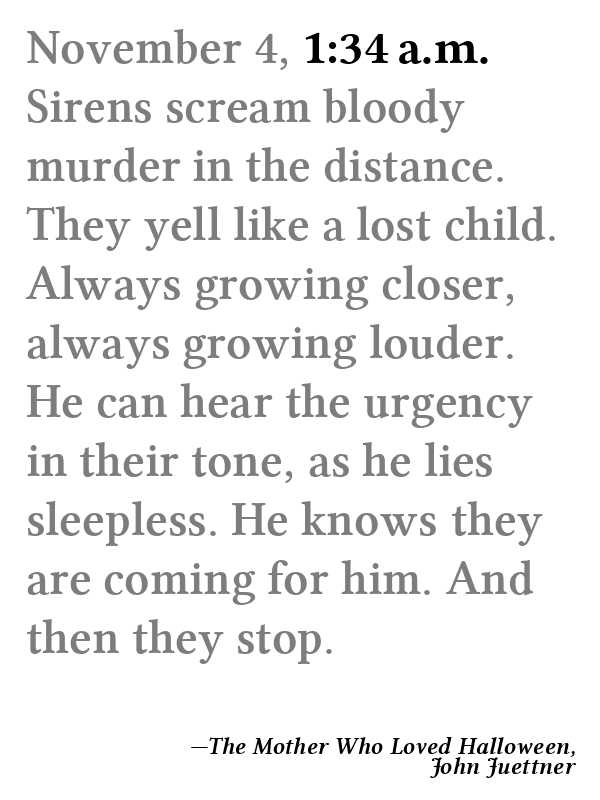 November 4, 1:34 a.m.
Sirens scream bloody
murder in the distance.
They yell like a lost child.
Always growing closer,
always growing louder.
He can hear the urgency
in their tone, as he lies
sleepless. He knows they
are coming for him. And
then they stop.
—The Mother Who Loved Halloween,
John Juettner